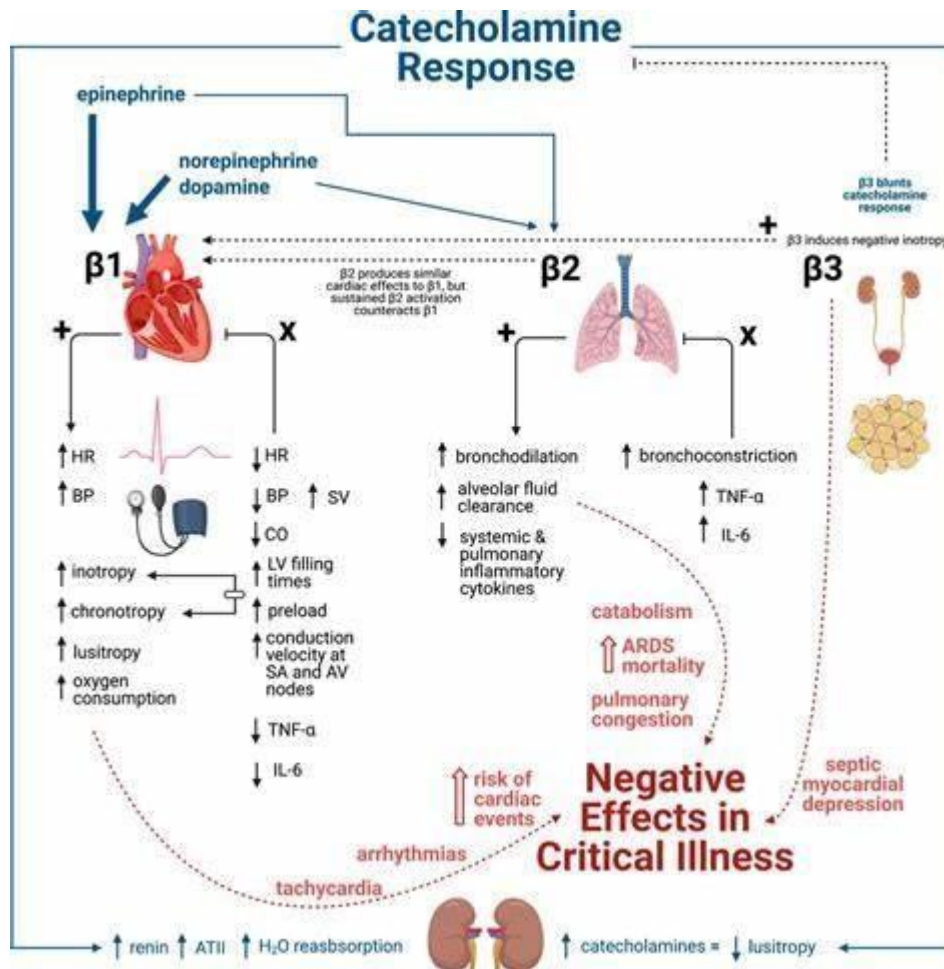 Catecholamine
Response
epinephrine
norepinephrine
dopamine
β3 blunts
catecholamine
response
+
β3 induces negative inotropy
β1
β2
β3
β2 produces similar
cardiac effects to β1, but
sustained β2 activation
counteracts β1
+
x
+
x
↑ HR
↑ BP
↑ inotropy
↑ chronotropy
↑ lusitropy
↑ oxygen
consumption
↓ HR
↓ BP ↑ SV
↓ CO
↑ LV filling
times
↑ preload
↑ conduction
velocity at
SA and AV
nodes
↓ TNF-α
↓ IL-6
↑ bronchodilation
↑ alveolar fluid
clearance
↓ systemic &
pulmonary
inflammatory
cytokines
↑ bronchoconstriction
↑ TNF-α
↑ IL-6
catabolism
⇧ ARDS
mortality
pulmonary
congestion
septic
myocardial
depression
⇧ risk of
cardiac
events
arrhythmias
tachycardia
Negative
Effects in
Critical Illness
↑ renin ↑ ATII ↑ H₂O reasbsorption
↑ catecholamines = ↓ lusitropy